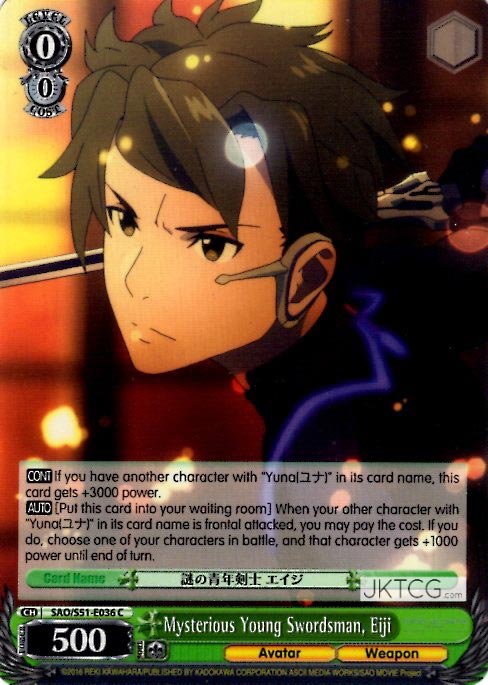 LEVEL
0
0
COST
CONT If you have another character with "Yuna(ユナ)" in its card name, this
card gets +3000 power.
AUTO [Put this card into your waiting room] When your other character with
"Yuna(ユナ)" in its card name is frontal attacked, you may pay the cost. If you
do, choose one of your characters in battle, and that character gets +1000
power until end of turn.
Card Name 謎の青年剣士 エイジ
JKTCG.com
CH SAO/S51-E036 C
POWER 500 Mysterious Young Swordsman, Eiji
Avatar Weapon
©2016 REKI KAWAHARA/PUBLISHED BY KADOKAWA CORPORATION ASCII MEDIA WORKS/SAO MOVIE Project